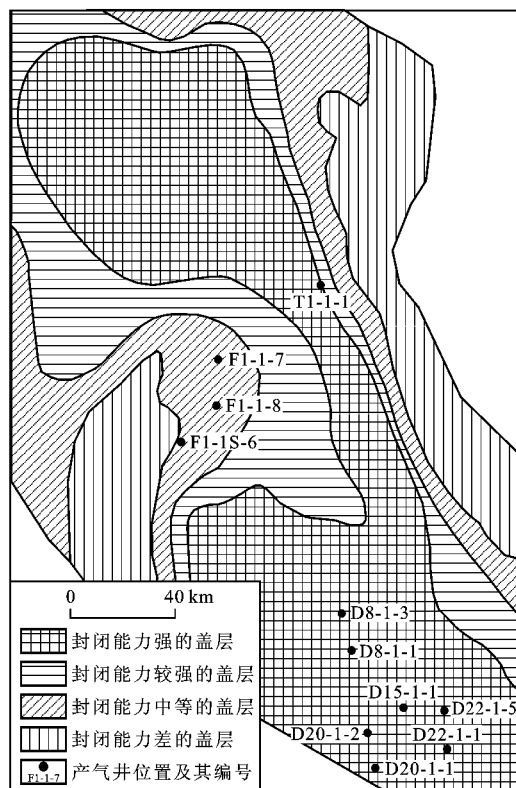 T1-1-1
F1-1-7
F1-1-8
F1-1S-6
D8-1-3
D8-1-1
D15-1-1
D22-1-5
D20-1-2
D22-1-1
D20-1-1
0 40 km
封闭能力强的盖层
封闭能力较强的盖层
封闭能力中等的盖层
封闭能力差的盖层
F1-1-7 产气井位置及其编号